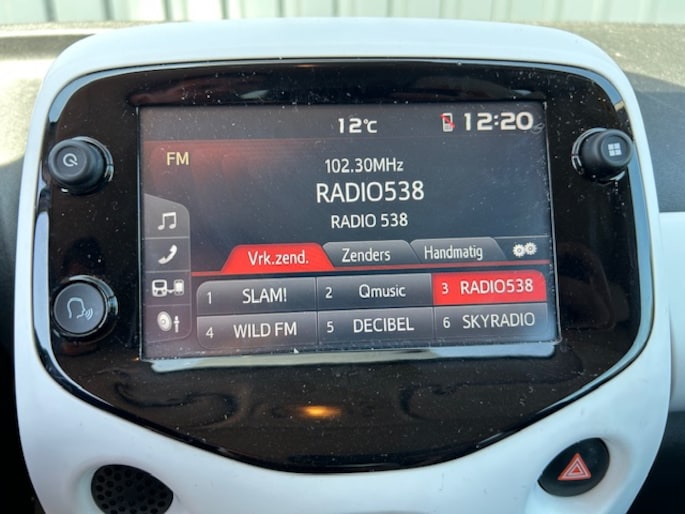 12°C 12:20
FM
102.30MHz
RADIO538
RADIO 538
Vrk.zend. Zenders Handmatig
1 SLAM! 2 Qmusic 3 RADIO538
4 WILD FM 5 DECIBEL 6 SKYRADIO